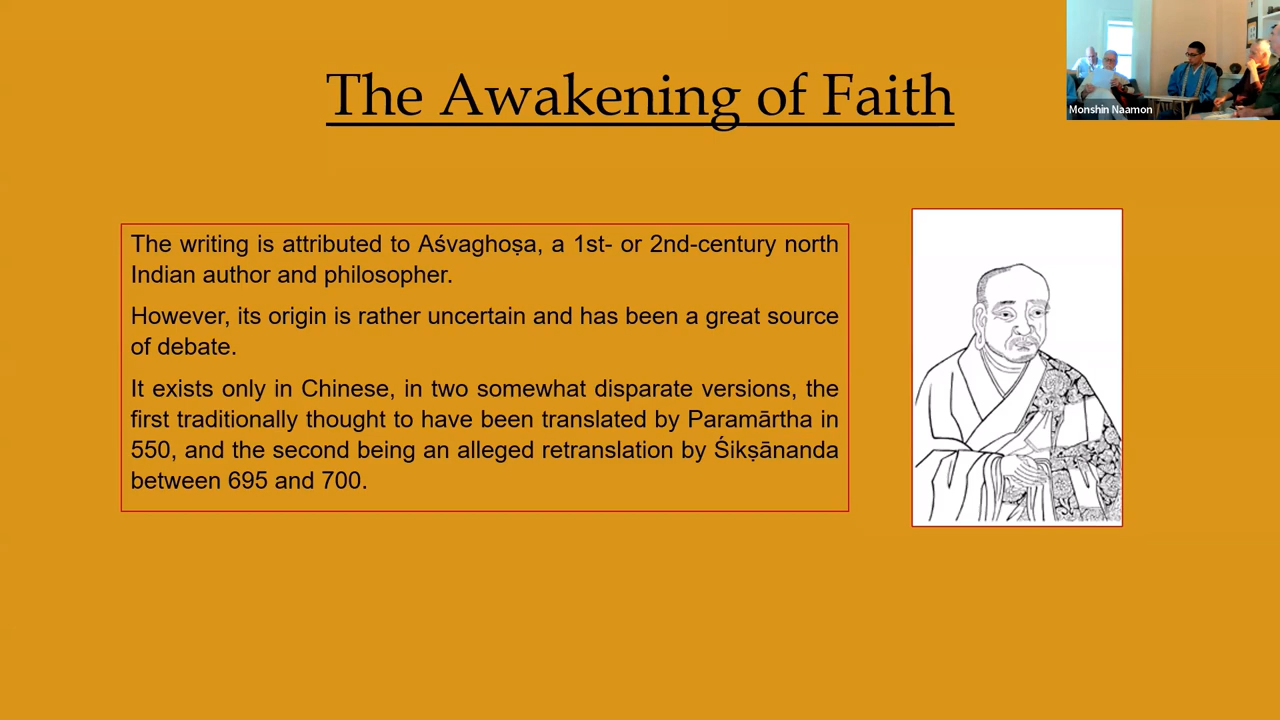 The Awakening of Faith
Monshin Naamon
The writing is attributed to Aśvaghoṣa, a 1st- or 2nd-century north
Indian author and philosopher.
However, its origin is rather uncertain and has been a great source
of debate.
It exists only in Chinese, in two somewhat disparate versions, the
first traditionally thought to have been translated by Paramārtha in
550, and the second being an alleged retranslation by Śikṣānanda
between 695 and 700.